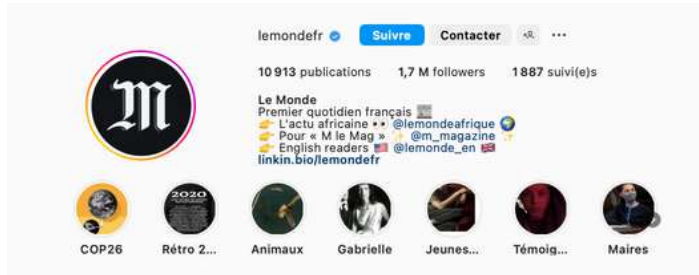 lemondefr Suivre Contacter
10 913 publications 1,7 M followers 1 887 suivi(e)s
Le Monde
Premier quotidien français 📰
👉 L'actu africaine 👀 @lemondeafrique 🌍
👉 Pour « M le Mag » ✨ @m_magazine ✨
👉 English readers 🇺🇸 @lemonde_en 🇬🇧
linkin.bio/lemondefr
M
2020
COP26 Rétro 2... Animaux Gabrielle Jeunes... Témoig... Maires